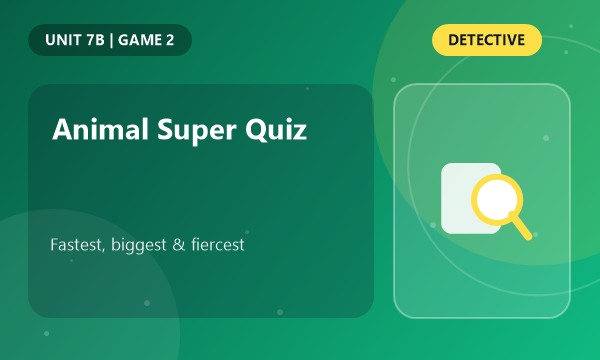 UNIT 7B | GAME 2
DETECTIVE
Animal Super Quiz
Fastest, biggest & fiercest